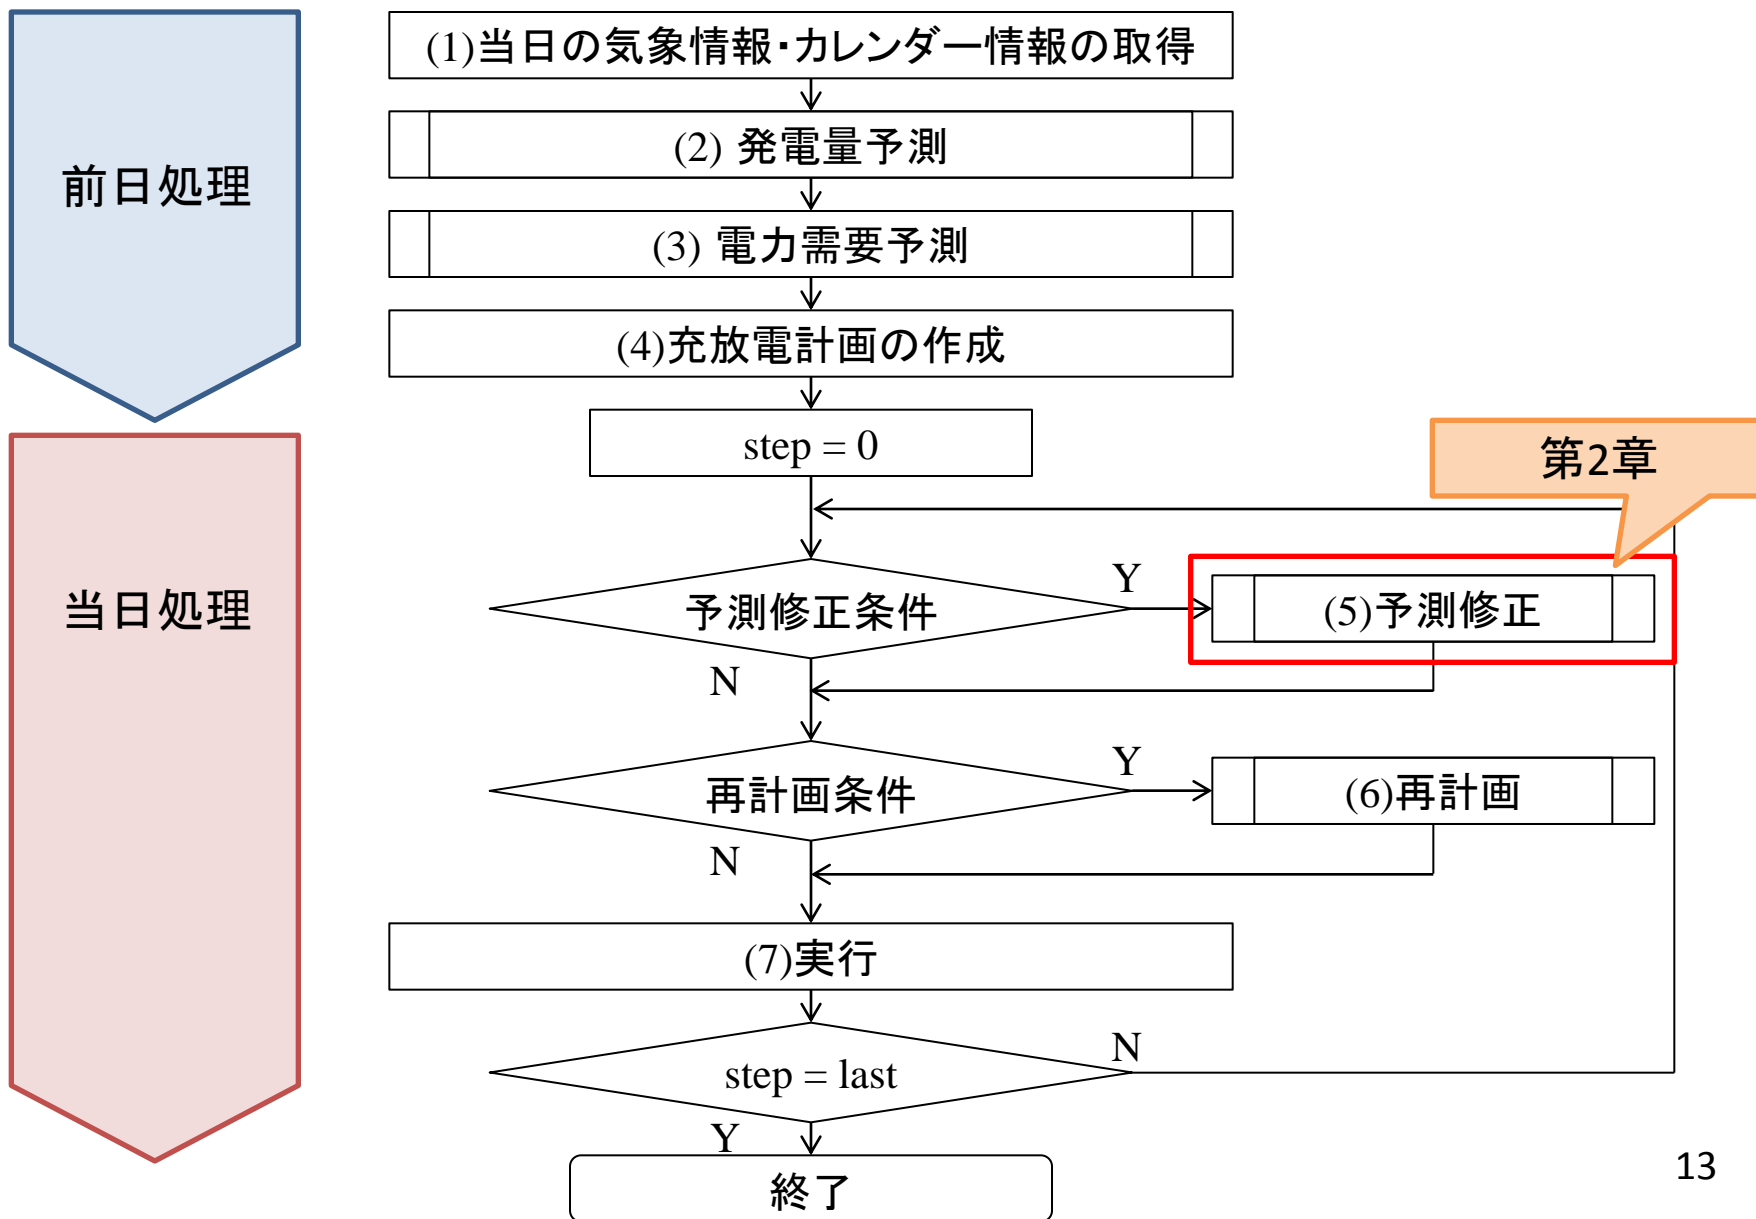 (1)当日の気象情報・カレンダー情報の取得
(2) 発電量予測
前日処理
(3) 電力需要予測
(4)充放電計画の作成
step = 0
第2章
当日処理
予測修正条件
Y
(5)予測修正
N
再計画条件
Y
(6)再計画
N
(7)実行
step = last
N
Y
終了
13